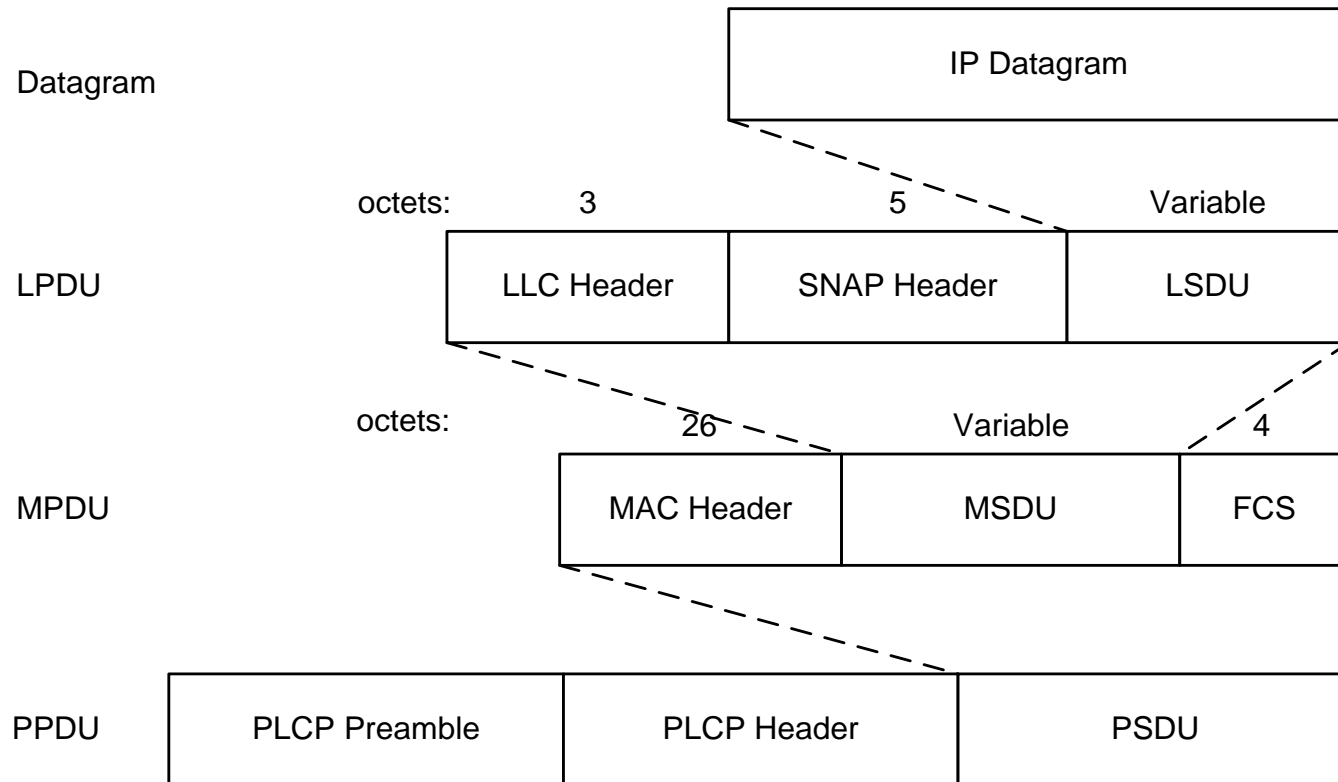 IP Datagram
Datagram
octets: 3 5 Variable
LPDU LLC Header SNAP Header LSDU
octets: 26 Variable 4
MPDU MAC Header MSDU FCS
PPDU PLCP Preamble PLCP Header PSDU